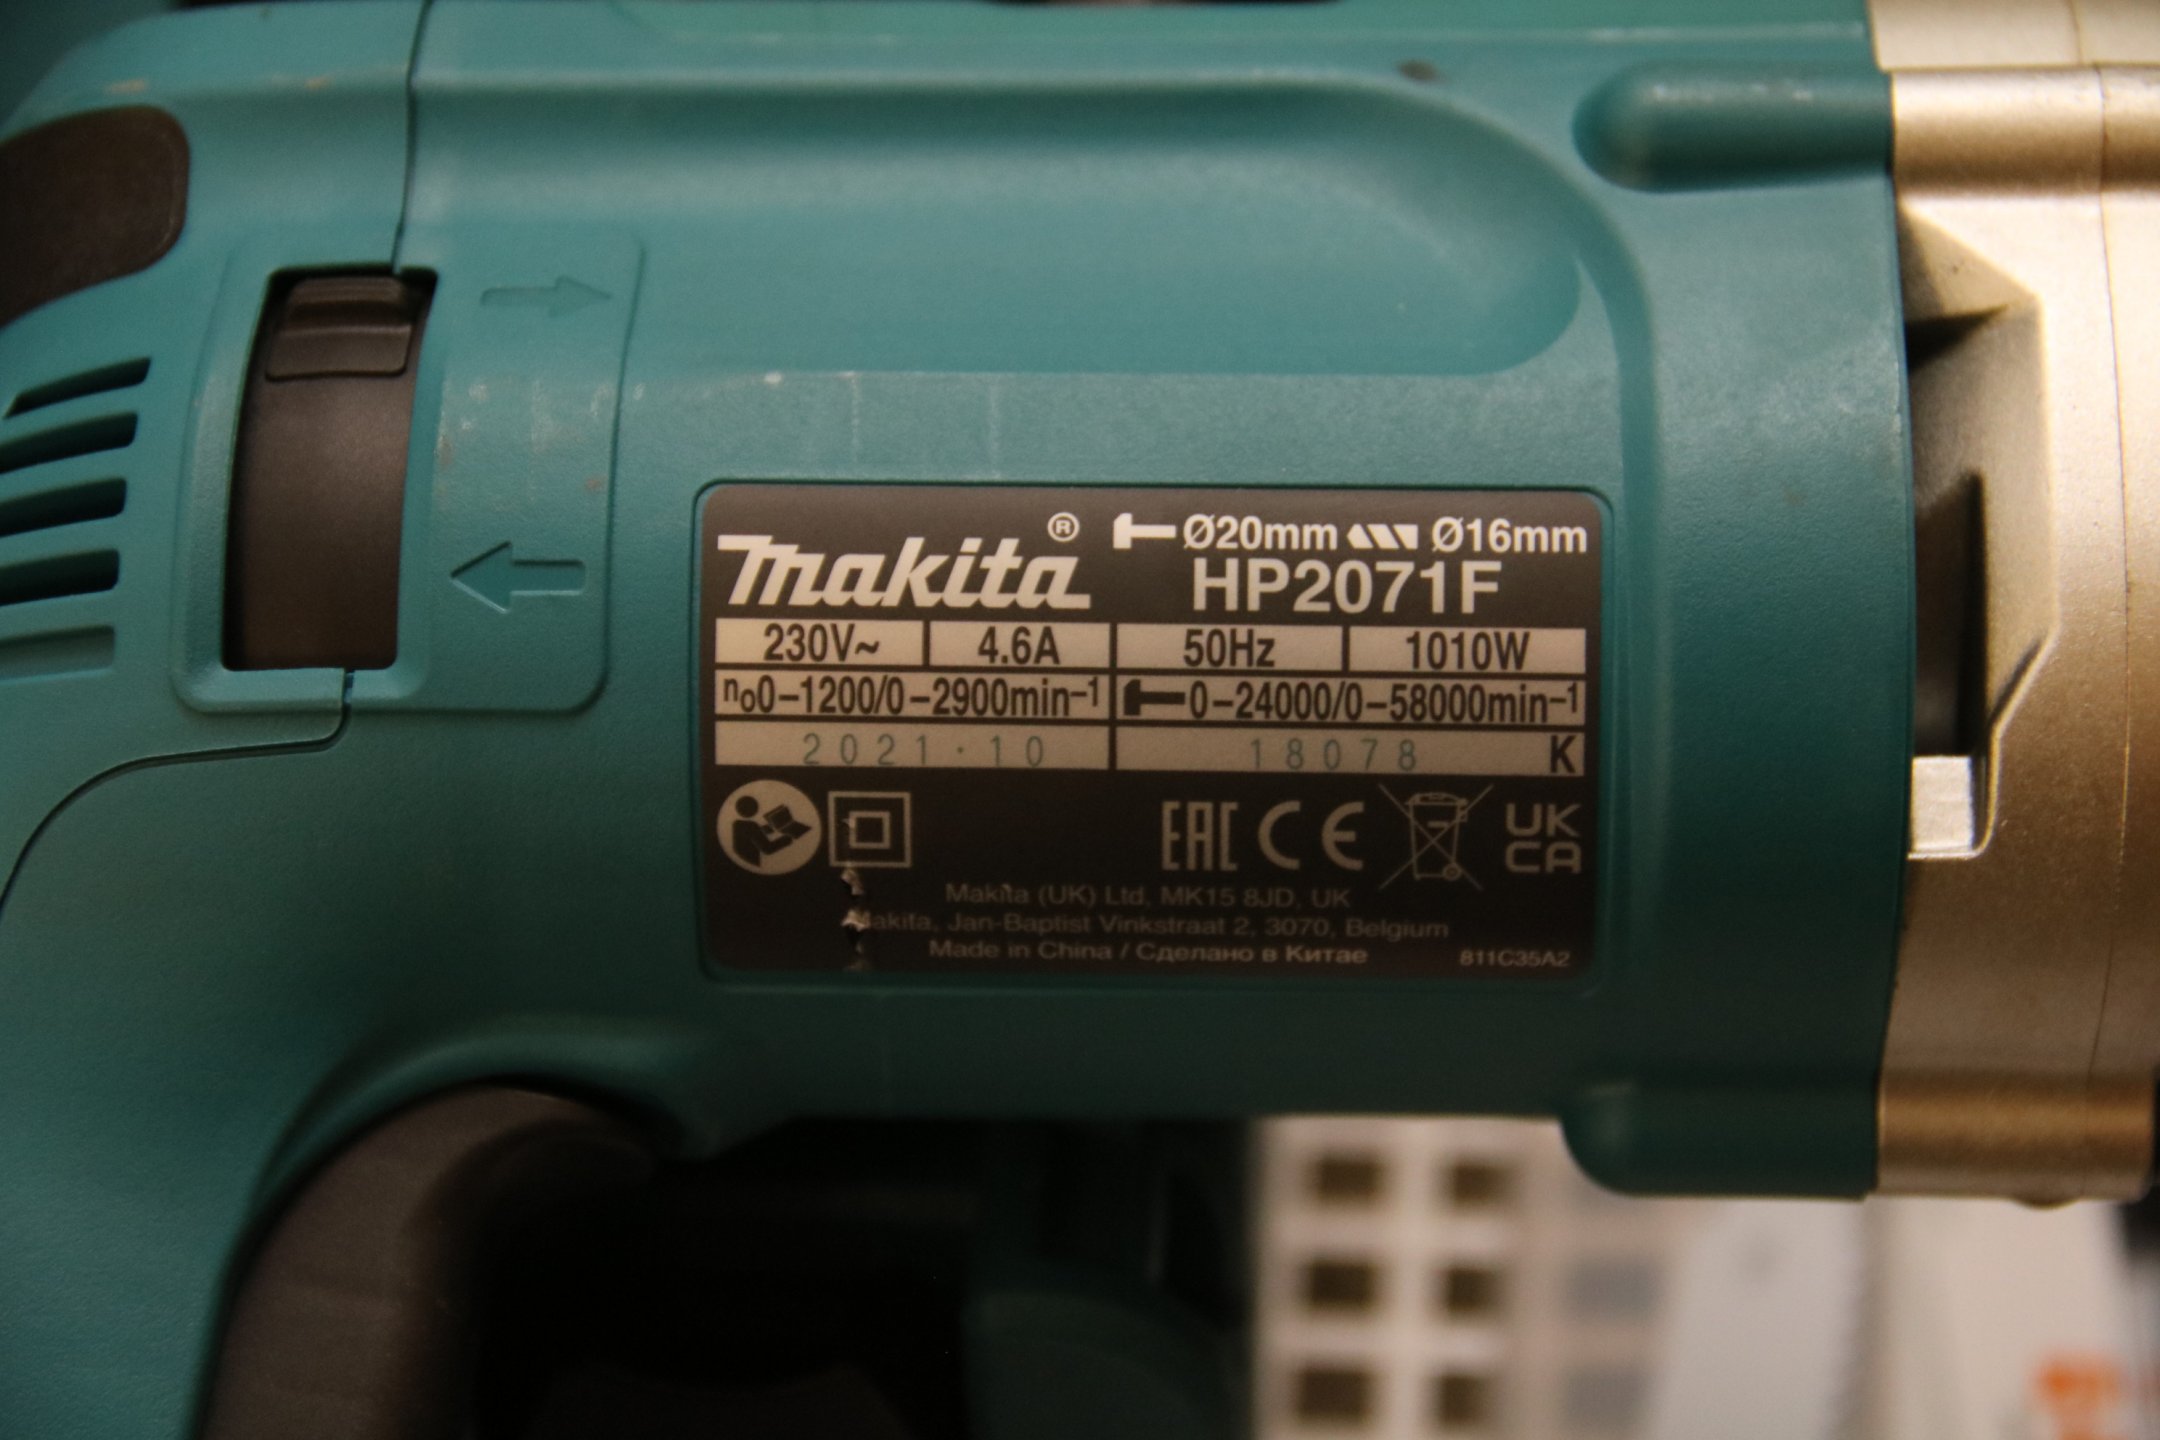 makita®
Ø20mm Ø16mm
HP2071F
230V~ 4.6A 50Hz 1010W
n₀0-1200/0-2900min⁻¹ 0-24000/0-58000min⁻¹
2021·10 18078 K
EAC CE UK
CA
Makita (UK) Ltd, MK15 8JD, UK
Makita, Jan-Baptist Vinkstraat 2, 3070, Belgium
Made in China / Сделано в Китае 811C35A2